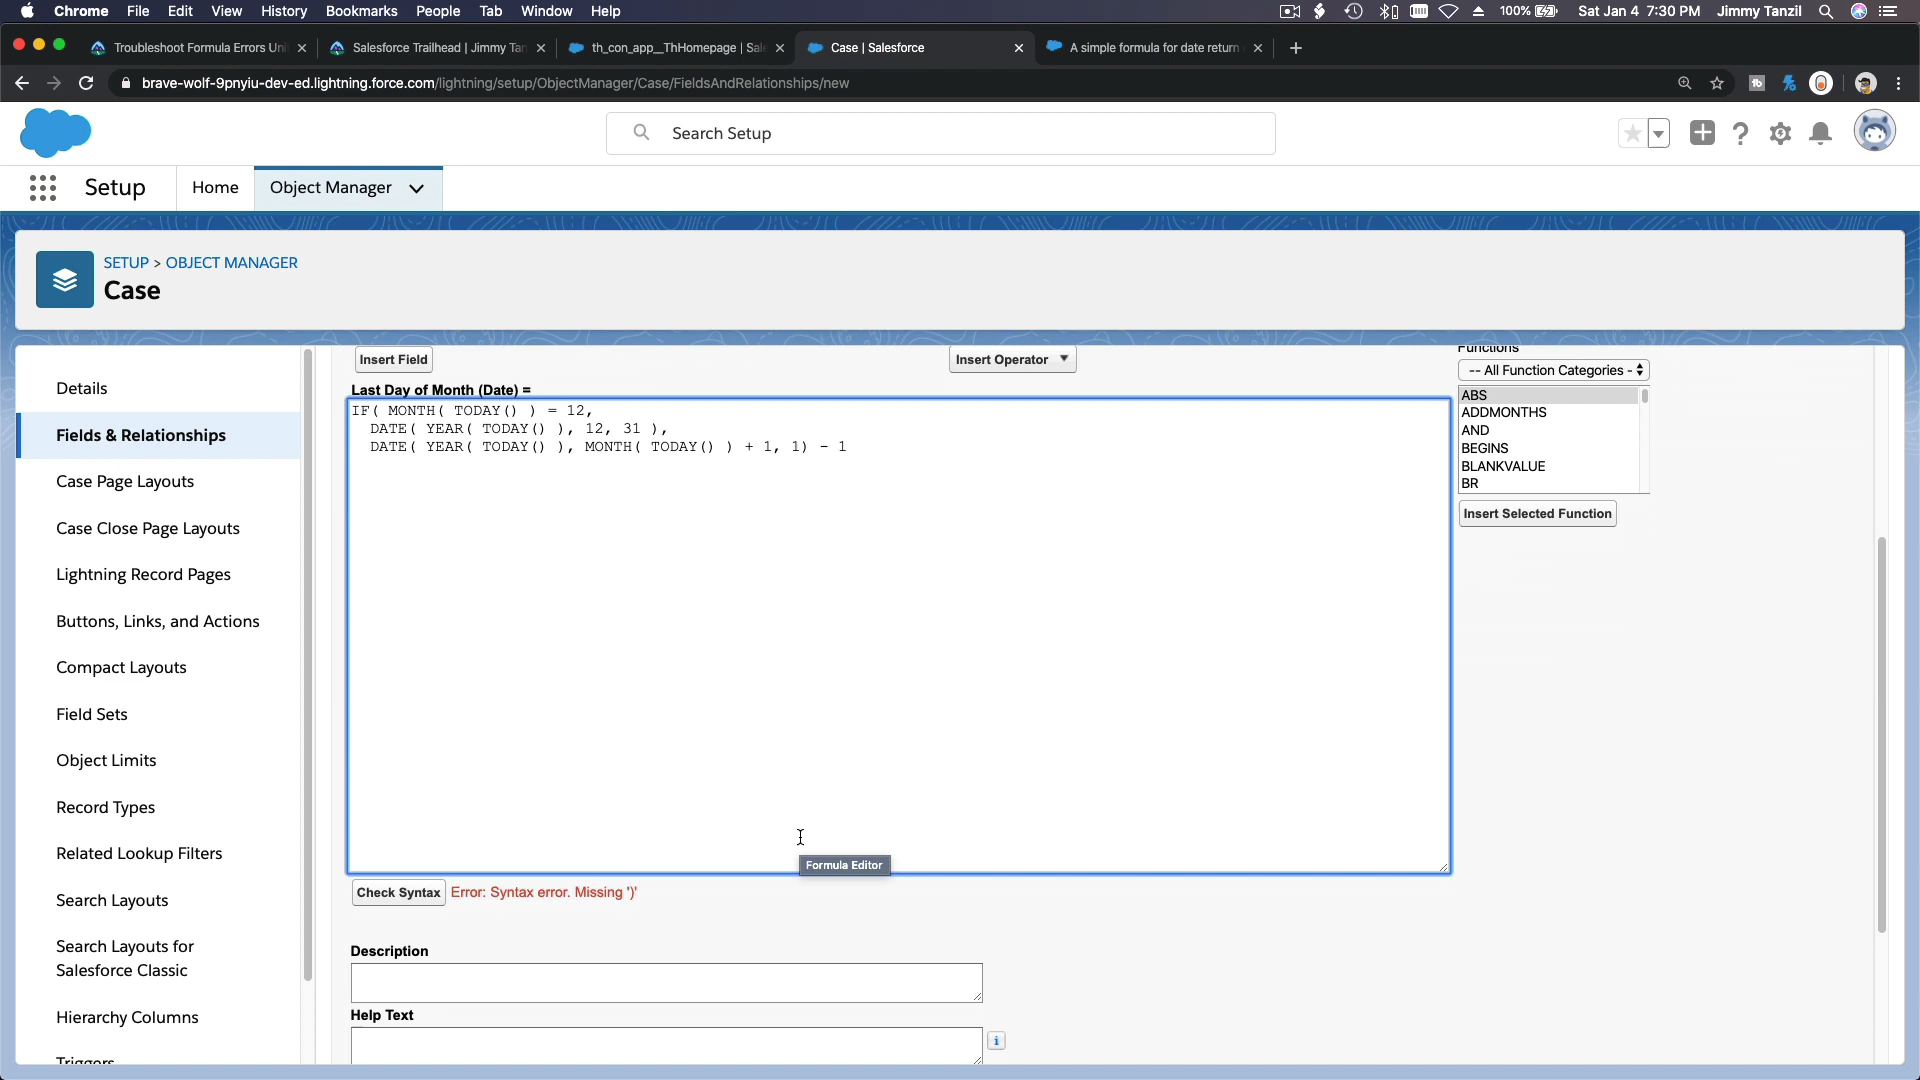 Chrome File Edit View History Bookmarks People Tab Window Help 100% Sat Jan 4 7:30 PM Jimmy Tanzil
Troubleshoot Formula Errors Uni Salesforce Trailhead | Jimmy Tan th_con_app__ThHomepage | Sale Case | Salesforce A simple formula for date return
brave-wolf-9pnyiu-dev-ed.lightning.force.com/lightning/setup/ObjectManager/Case/FieldsAndRelationships/new
Search Setup
Setup Home Object Manager
SETUP > OBJECT MANAGER
Case
Details
Fields & Relationships
Case Page Layouts
Case Close Page Layouts
Lightning Record Pages
Buttons, Links, and Actions
Compact Layouts
Field Sets
Object Limits
Record Types
Related Lookup Filters
Search Layouts
Search Layouts for
Salesforce Classic
Hierarchy Columns
Triggers
Insert Field Insert Operator
Last Day of Month (Date) =
IF( MONTH( TODAY() ) = 12,
DATE( YEAR( TODAY() ), 12, 31 ),
DATE( YEAR( TODAY() ), MONTH( TODAY() ) + 1, 1) - 1
Formula Editor
Check Syntax Error: Syntax error. Missing ')'
Description
Help Text
i
Functions
-- All Function Categories -
ABS
ADDMONTHS
AND
BEGINS
BLANKVALUE
BR
Insert Selected Function